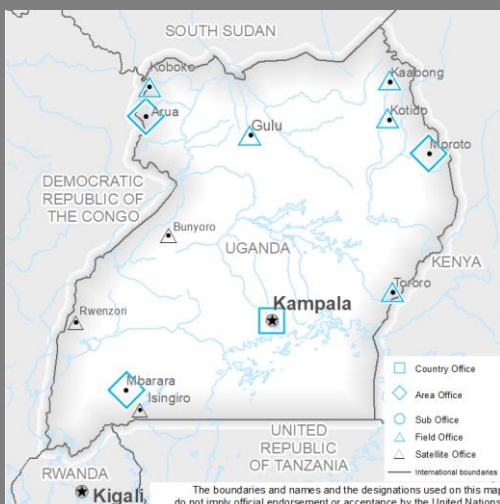 SOUTH SUDAN
Koboko
Kaabong
Arua
Kotido
Gulu
Moroto
DEMOCRATIC
REPUBLIC OF
THE CONGO
Bunyoro
UGANDA
KENYA
Tororo
Kampala
Rwenzori
Mbarara
Isingiro
Country Office
Area Office
Sub Office
Field Office
Satellite Office
International boundaries
UNITED
REPUBLIC
OF TANZANIA
RWANDA
Kigali
The boundaries and names and the designations used on this
do not imply official endorsement or acceptance by the United Nations